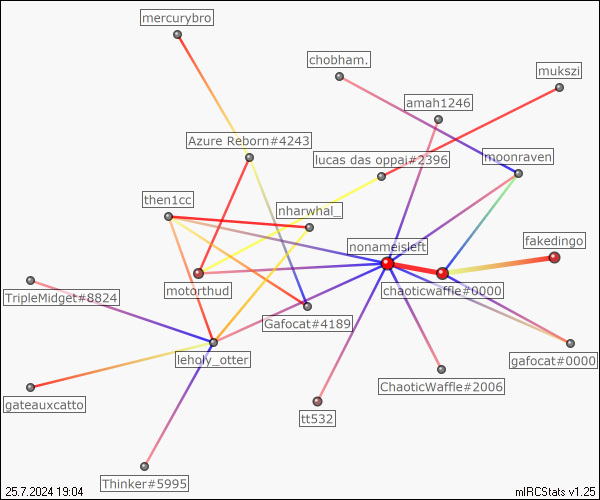 mercurybro
chobham.
mukszi
amah1246
Azure Reborn#4243
lucas das oppai#2396
moonraven
then1cc
nharwhal_
nonameisleft
fakedingo
motorthud
chaoticwaffle#0000
TripleMidget#8824
Gafocat#4189
leholy_otter
gafocat#0000
ChaoticWaffle#2006
gateauxcatto
tt532
Thinker#5995
25.7.2024 19:04
mIRCStats v1.25